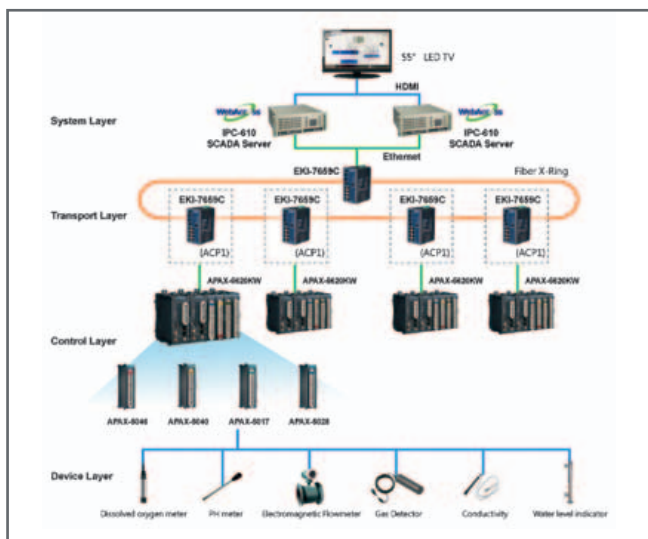 55" LED TV
HDMI
WebAccess
WebAccess
System Layer
IPC-610
SCADA Server
IPC-610
SCADA Server
Ethernet
EKI-7659C
Fiber X-Ring
EKI-7659C
EKI-7659C
EKI-7659C
EKI-7659C
Transport Layer
(ACP1)
(ACP1)
(ACP1)
(ACP1)
APAX-6620KW
APAX-6620KW
APAX-6620KW
APAX-6620KW
Control Layer
APAX-5046
APAX-5040
APAX-5017
APAX-5028
Device Layer
Dissolved oxygen meter
PH meter
Electromagnetic Flowmeter
Gas Detector
Conductivity
Water level indicator